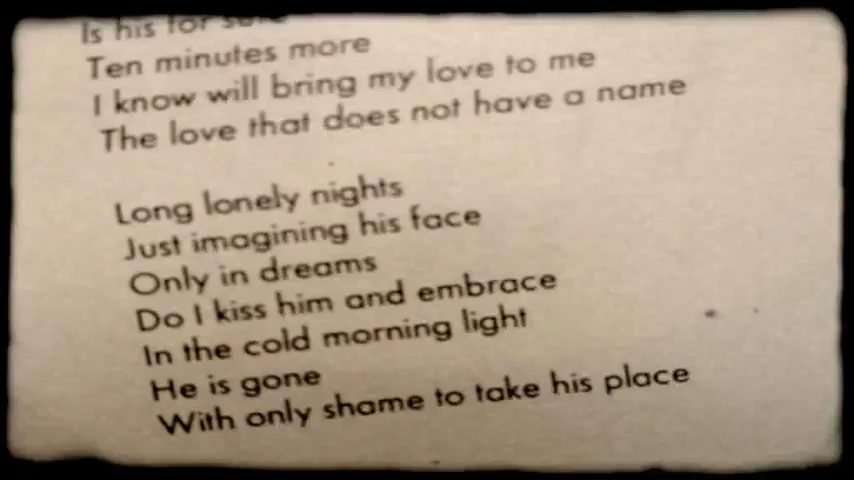 Is his for sure
Ten minutes more
I know will bring my love to me
The love that does not have a name
Long lonely nights
Just imagining his face
Only in dreams
Do I kiss him and embrace
In the cold morning light
He is gone
With only shame to take his place